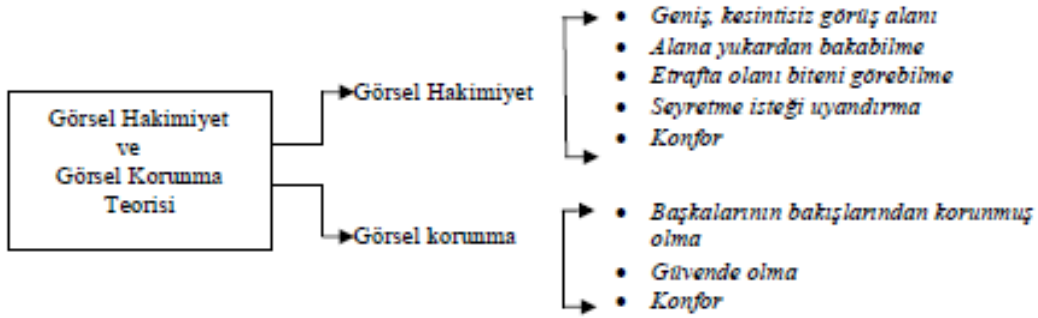 Görsel Hakimiyet
ve
Görsel Korunma
Teorisi
Görsel Hakimiyet
• Geniş, kesintisiz görüş alanı
• Alana yukardan bakabilme
• Etrafta olanı biteni görebilme
• Seyretme isteği uyandırma
• Konfor
Görsel korunma
• Başkalarının bakışlarından korunmuş
olma
• Güvende olma
• Konfor